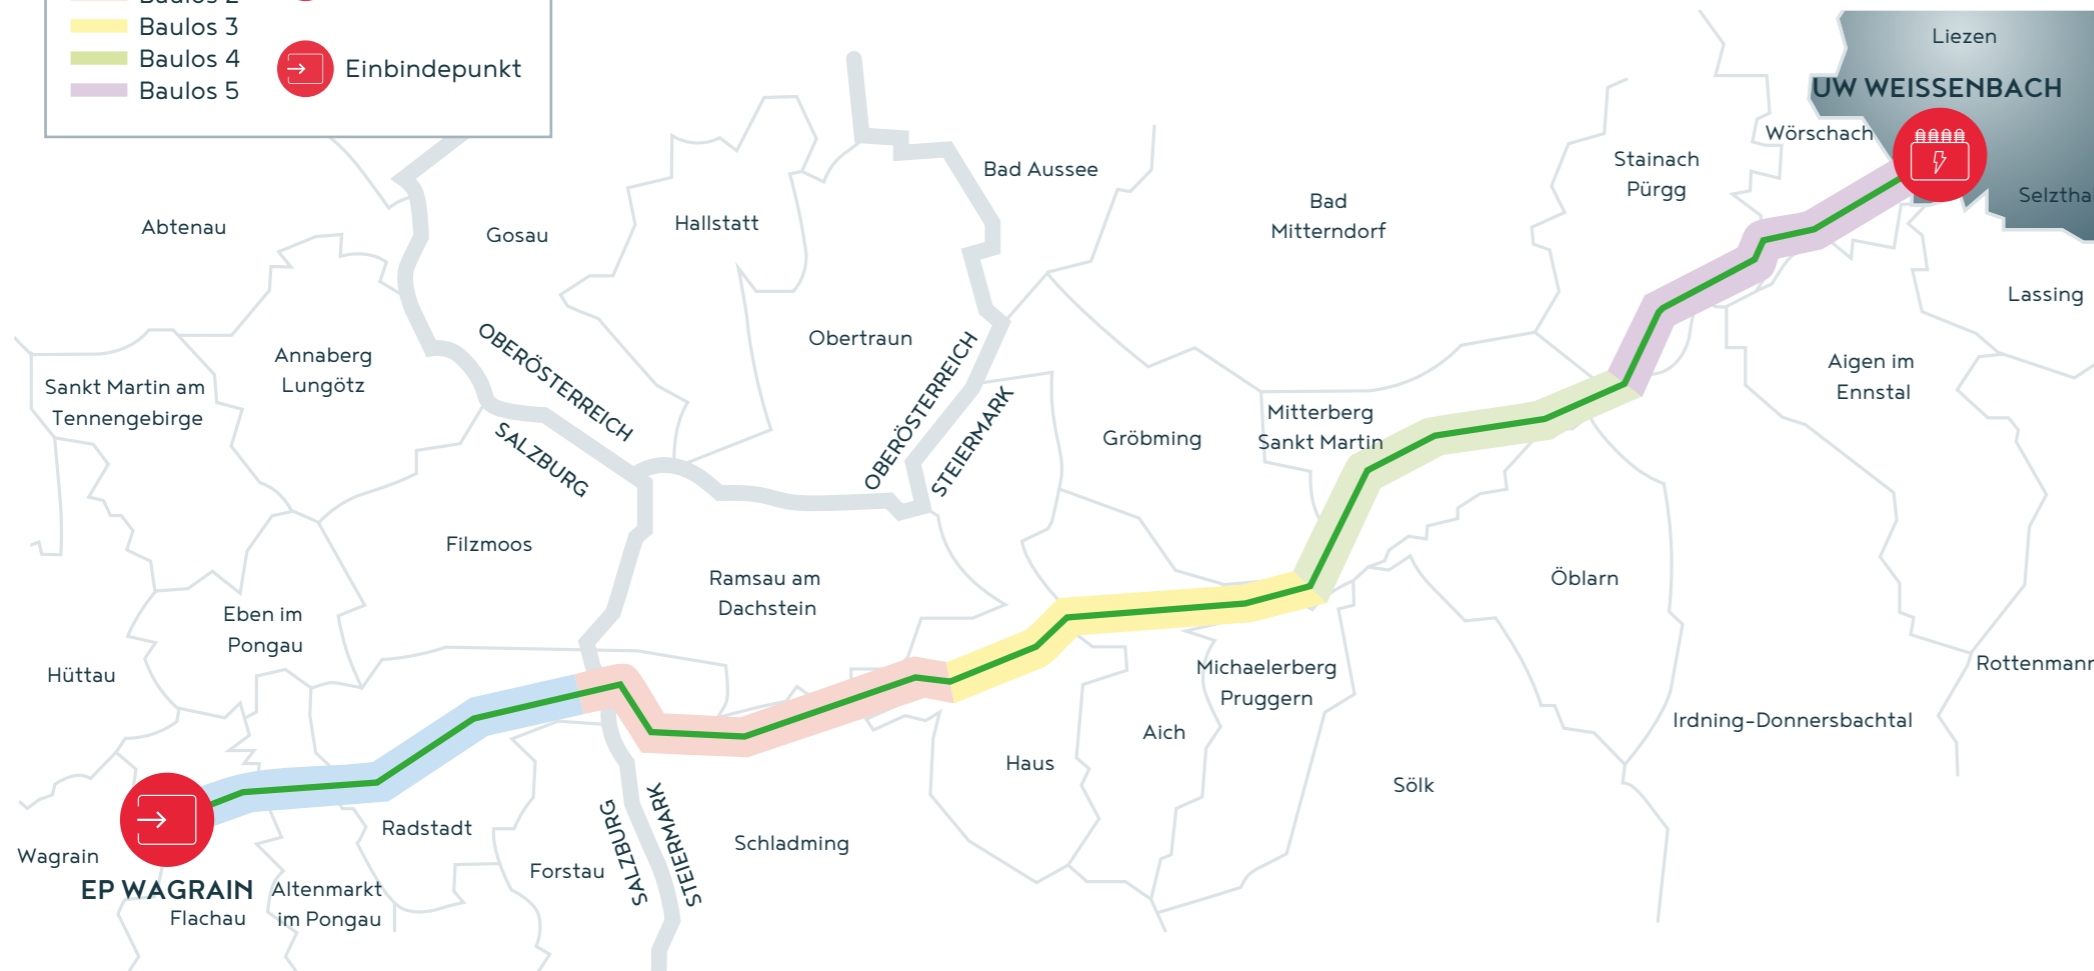 Baulos 3
Baulos 4
Baulos 5
Einbindepunkt
Liezen
UW WEISSENBACH
Wörschach
Stainach
Pürgg
Selztha
Bad Aussee
Bad
Mitterndorf
Abtenau
Gosau
Hallstatt
Lassing
Obertraun
OBERÖSTERREICH
SALZBURG
OBERÖSTERREICH
STEIERMARK
Annaberg
Lungötz
Sankt Martin am
Tennengebirge
Aigen im
Ennstal
Gröbming
Mitterberg
Sankt Martin
Filzmoos
Ramsau am
Dachstein
Öblarn
Eben im
Pongau
Hüttau
Michaelerberg
Pruggern
Rottenmann
Irdning-Donnersbachtal
Aich
Haus
Sölk
Radstadt
SALZBURG
STEIERMARK
Schladming
Wagrain
Forstau
EP WAGRAIN
Flachau
Altenmarkt
im Pongau